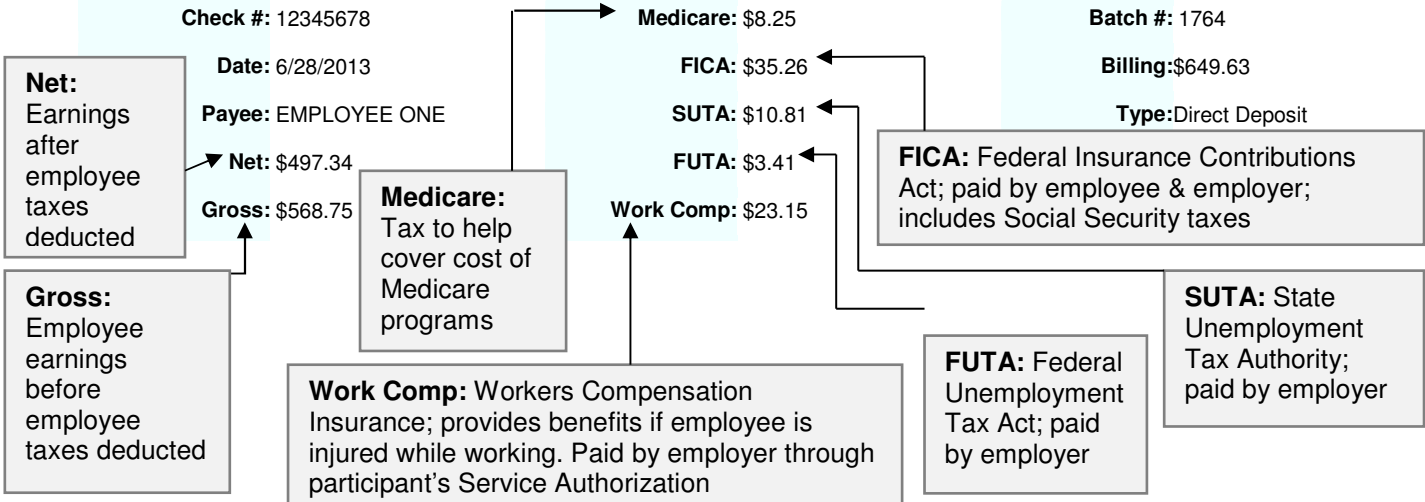 Check #: 12345678
Date: 6/28/2013
Payee: EMPLOYEE ONE
Net: $497.34
Gross: $568.75
Medicare: $8.25
FICA: $35.26
SUTA: $10.81
FUTA: $3.41
Work Comp: $23.15
Batch #: 1764
Billing:$649.63
Type:Direct Deposit
Net:
Earnings
after
employee
taxes
deducted
Gross:
Employee
earnings
before
employee
taxes deducted
Medicare:
Tax to help
cover cost of
Medicare
programs
Work Comp: Workers Compensation
Insurance; provides benefits if employee is
injured while working. Paid by employer through
participant's Service Authorization
FICA: Federal Insurance Contributions
Act; paid by employee & employer;
includes Social Security taxes
FUTA: Federal
Unemployment
Tax Act; paid
by employer
SUTA: State
Unemployment
Tax Authority;
paid by employer